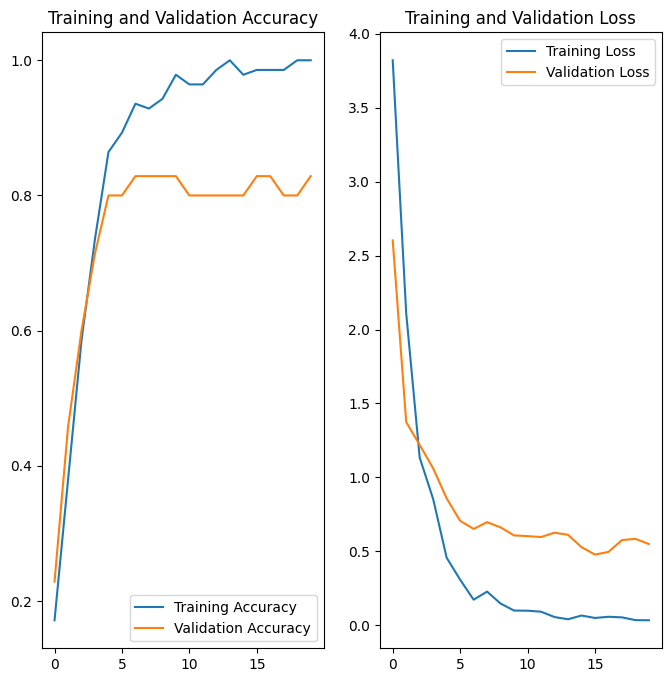 Training and Validation Accuracy
1.0
0.8
0.6
0.4
0.2
0 5 10 15
Training Accuracy
Validation Accuracy
Training and Validation Loss
4.0
3.5
3.0
2.5
2.0
1.5
1.0
0.5
0.0
0 5 10 15
Training Loss
Validation Loss